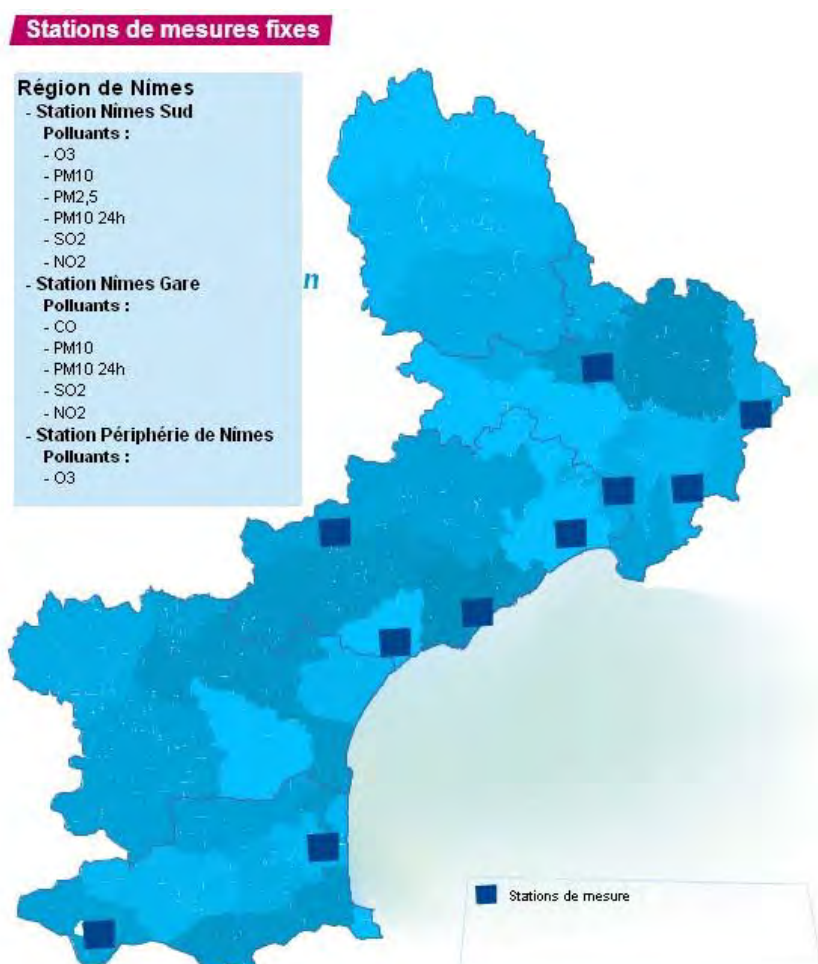 Stations de mesures fixes
Région de Nîmes
- Station Nîmes Sud
Polluants :
- O3
- PM10
- PM2,5
- PM10 24h
- SO2
- NO2
- Station Nîmes Gare
Polluants :
- CO
- PM10
- PM10 24h
- SO2
- NO2
- Station Périphérie de Nîmes
Polluants :
- O3
n
Stations de mesure